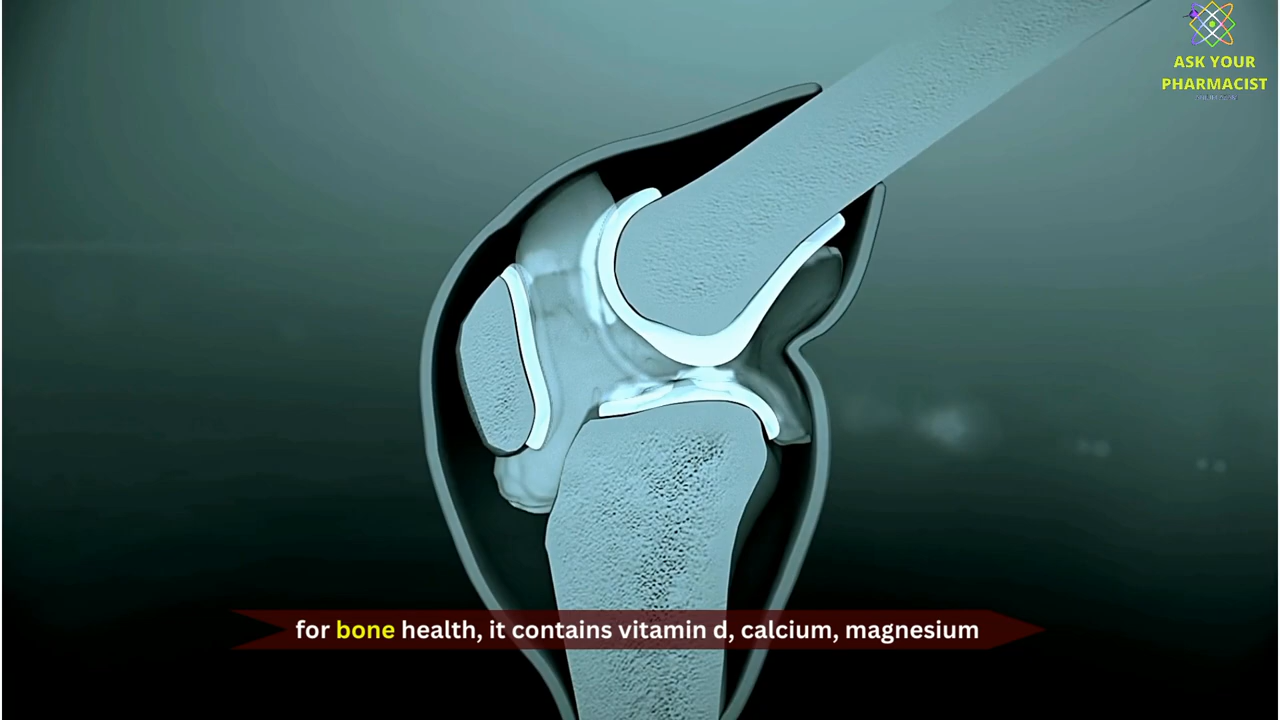 ASK YOUR
PHARMACIST
for bone health, it contains vitamin d, calcium, magnesium